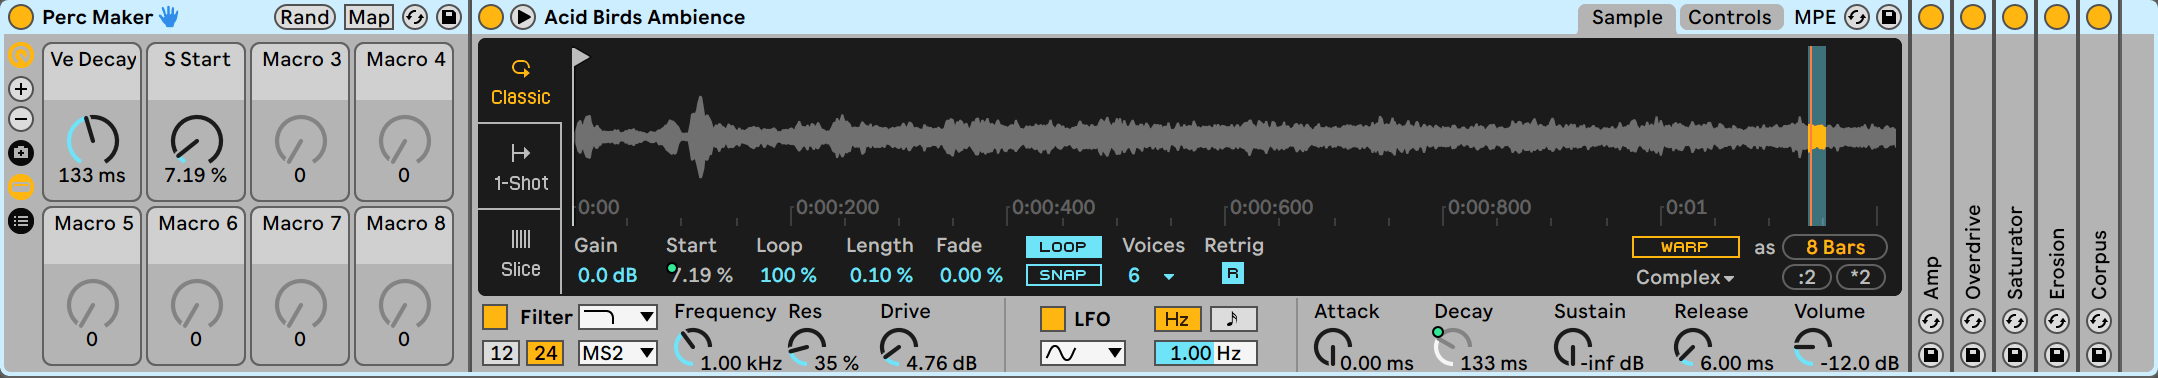 Perc Maker Rand Map
Ve Decay S Start Macro 3 Macro 4
133 ms 7.19 % 0 0
Macro 5 Macro 6 Macro 7 Macro 8
0 0 0 0
Acid Birds Ambience Sample Controls MPE
Classic
1-Shot
Slice
0:00 0:00:200 0:00:400 0:00:600 0:00:800 0:01
Gain Start Loop Length Fade LOOP Voices Retrig WARP as 8 Bars
0.0 dB 7.19 % 100 % 0.10 % 0.00 % SNAP 6 R Complex :2 *2
Filter Frequency Res Drive LFO Hz Attack Decay Sustain Release Volume
12 24 MS2 1.00 kHz 35 % 4.76 dB 1.00 Hz 0.00 ms 133 ms -inf dB 6.00 ms -12.0 dB
Amp
Overdrive
Saturator
Erosion
Corpus